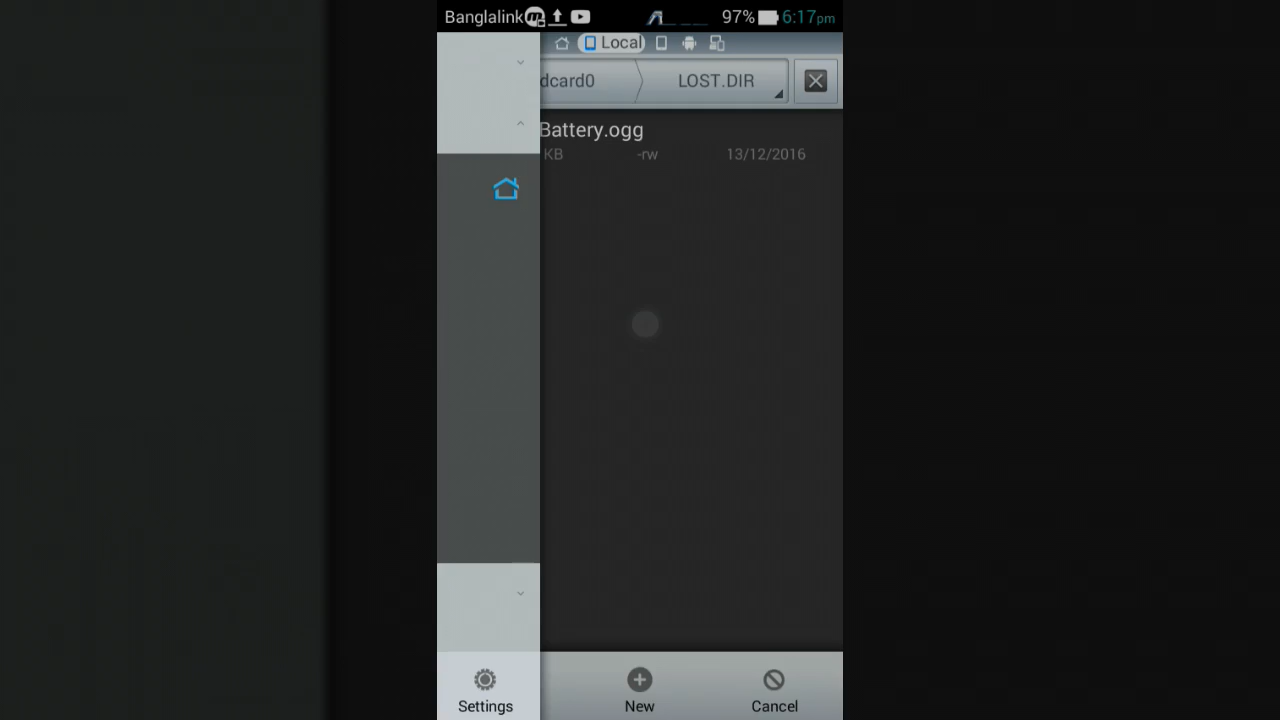 Banglalink 97% 6:17pm
Local
dcard0 LOST.DIR
Battery.ogg
KB -rw 13/12/2016
Settings New Cancel